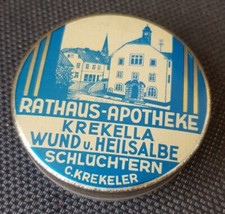 RATHAUS-APOTHEKE
KREKELLA
WUND u. HEILSALBE
SCHLÜCHTERN
C. KREKELER